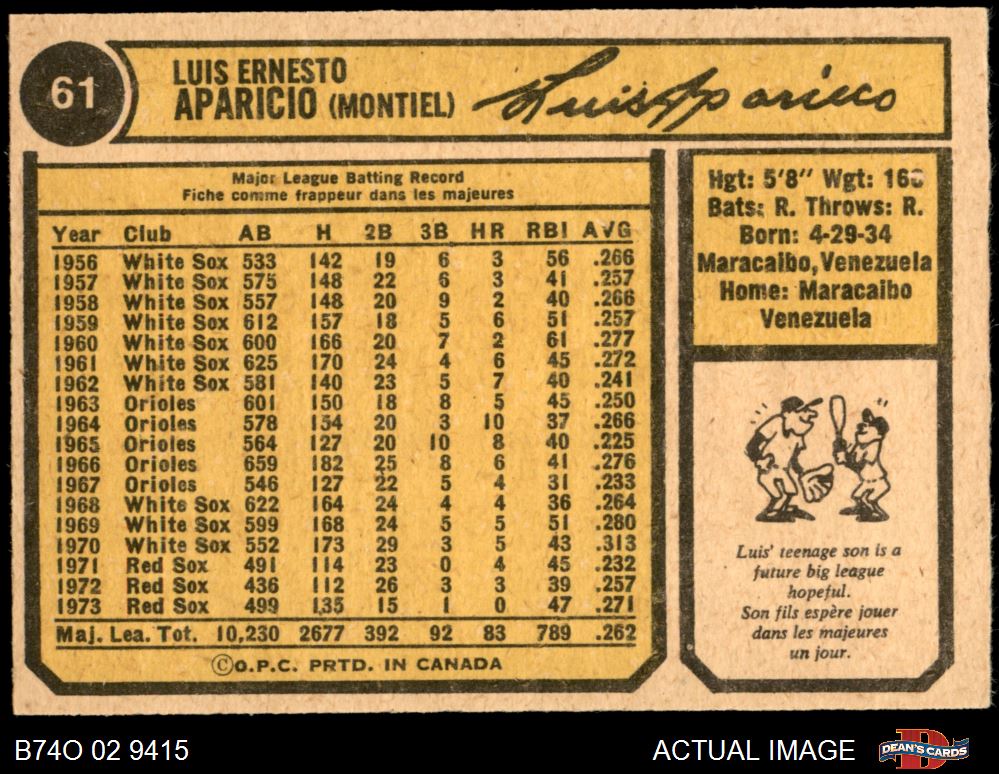 61
LUIS ERNESTO
APARICIO (MONTIEL)
Luis Aparicio
Major League Batting Record
Fiche comme frappeur dans les majeures
Year Club AB H 2B 3B HR RBI AVG
1956 White Sox 533 142 19 6 3 56 .266
1957 White Sox 575 148 22 6 3 41 .257
1958 White Sox 557 148 20 9 2 40 .266
1959 White Sox 612 157 18 5 6 51 .257
1960 White Sox 600 166 20 7 2 61 .277
1961 White Sox 625 170 24 4 6 45 .272
1962 White Sox 581 140 23 5 7 40 .241
1963 Orioles 601 150 18 8 5 45 .250
1964 Orioles 578 154 20 3 10 37 .266
1965 Orioles 564 127 20 10 8 40 .225
1966 Orioles 659 182 25 8 6 41 .276
1967 Orioles 546 127 22 5 4 31 .233
1968 White Sox 622 164 24 4 4 36 .264
1969 White Sox 599 168 24 5 5 51 .280
1970 White Sox 552 173 29 3 5 43 .313
1971 Red Sox 491 114 23 0 4 45 .232
1972 Red Sox 436 112 26 3 3 39 .257
1973 Red Sox 499 135 15 1 0 47 .271
Maj. Lea. Tot. 10,230 2677 392 92 83 789 .262
©O.P.C. PRTD. IN CANADA
Hgt: 5'8" Wgt:
Bats: R. Throws: R.
Born: 4-29-34
Maracaibo, Venezuela
Home: Maracaibo
Venezuela
Luis' teenage son is a
future big league
hopeful.
Son fils espère jouer
dans les majeures
un jour.
B74O 02 9415
ACTUAL IMAGE
DEAN'S CARDS